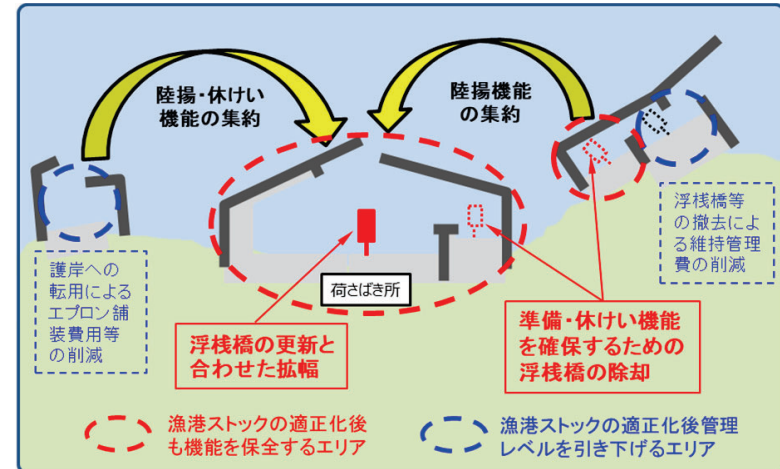 陸揚・休けい
機能の集約
陸揚機能
の集約
護岸への
転用による
エプロン舗
装費用等
の削減
荷さばき所
浮桟橋の更新と
合わせた拡幅
浮桟橋等
の撤去によ
る維持管理
費の削減
準備・休けい機能
を確保するための
浮桟橋の除却
漁港ストックの適正化後
も機能を保全するエリア
漁港ストックの適正化後管理
レベルを引き下げるエリア